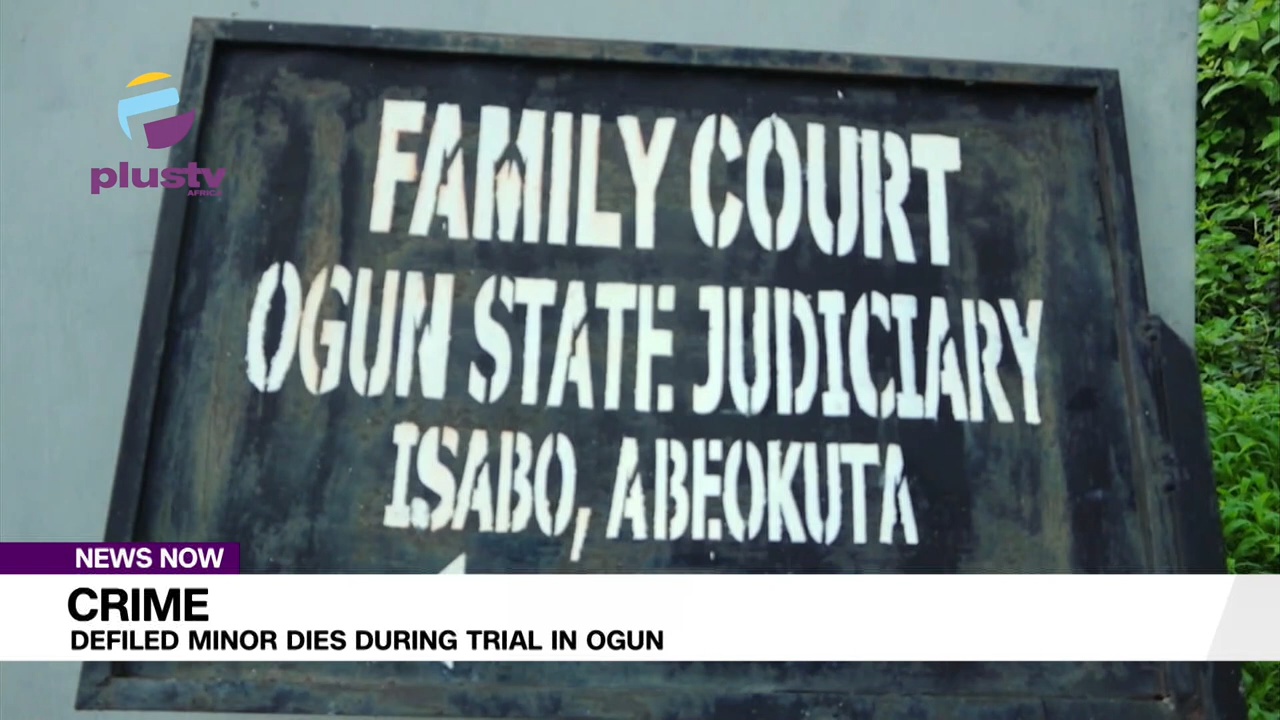 plustv
AFRICA
FAMILY COURT
OGUN STATE JUDICIARY
ISABO, ABEOKUTA
NEWS NOW
CRIME
DEFILED MINOR DIES DURING TRIAL IN OGUN